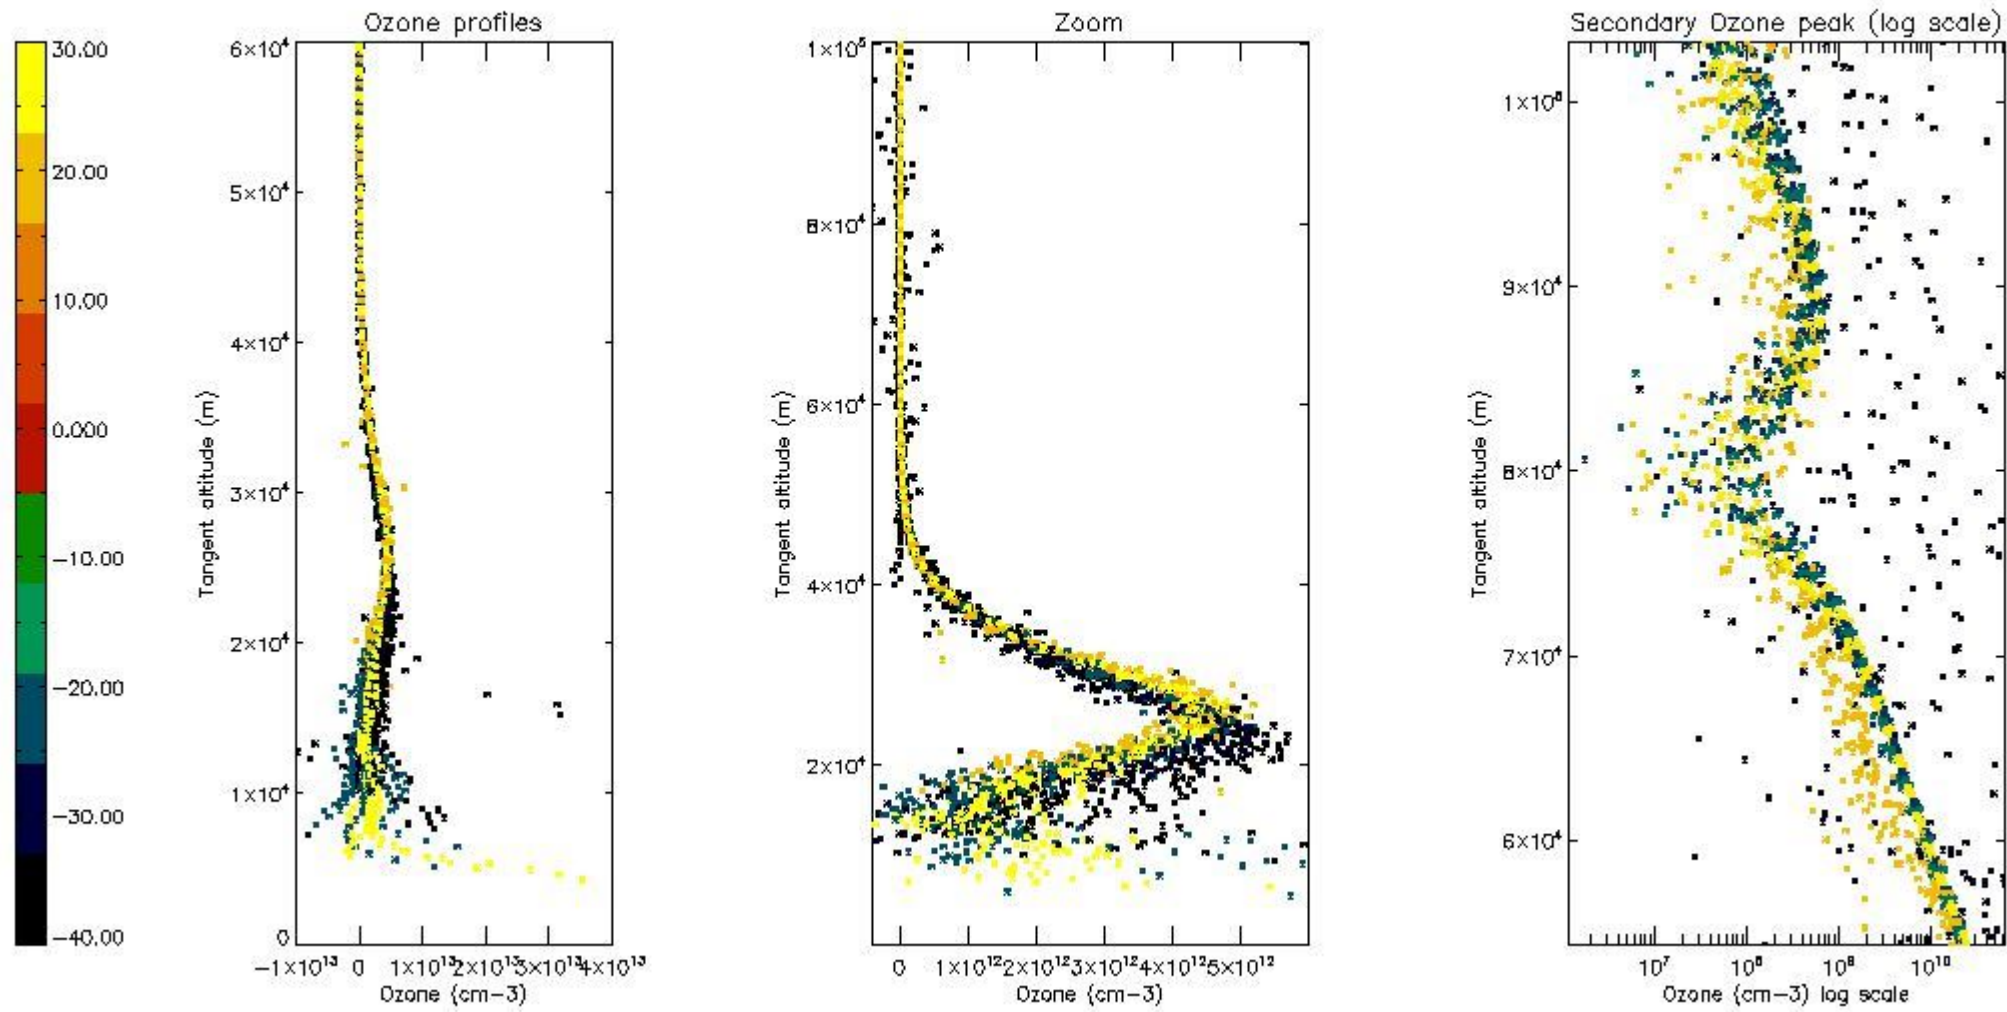 Ozone profiles
Zoom
Secondary Ozone peak (log scale)
30.00
20.00
10.00
0.000
−10.00
−20.00
−30.00
−40.00
6×10⁴
5×10⁴
4×10⁴
3×10⁴
2×10⁴
1×10⁴
0
Tangent altitude (m)
−1×10¹³ 0 1×10¹³ 2×10¹³ 3×10¹³ 4×10¹³
Ozone (cm−3)
1×10⁵
8×10⁴
6×10⁴
4×10⁴
2×10⁴
Tangent altitude (m)
0 1×10¹² 2×10¹² 3×10¹² 4×10¹² 5×10¹²
Ozone (cm−3)
1×10⁵
9×10⁴
8×10⁴
7×10⁴
6×10⁴
Tangent altitude (m)
10⁷ 10⁸ 10⁹ 10¹⁰
Ozone (cm−3) log scale